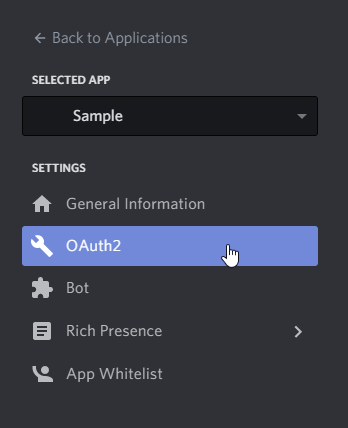 Back to Applications
SELECTED APP
Sample
SETTINGS
General Information
OAuth2
Bot
Rich Presence
App Whitelist